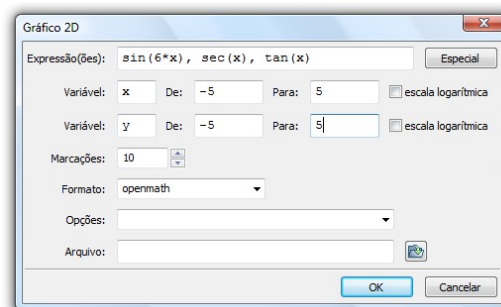 Gráfico 2D
Expressão(ões): sin(6*x), sec(x), tan(x) Especial
Variável: x De: -5 Para: 5 escala logarítmica
Variável: y De: -5 Para: 5 escala logarítmica
Marcações: 10
Formato: openmath
Opções:
Arquivo:
OK Cancelar